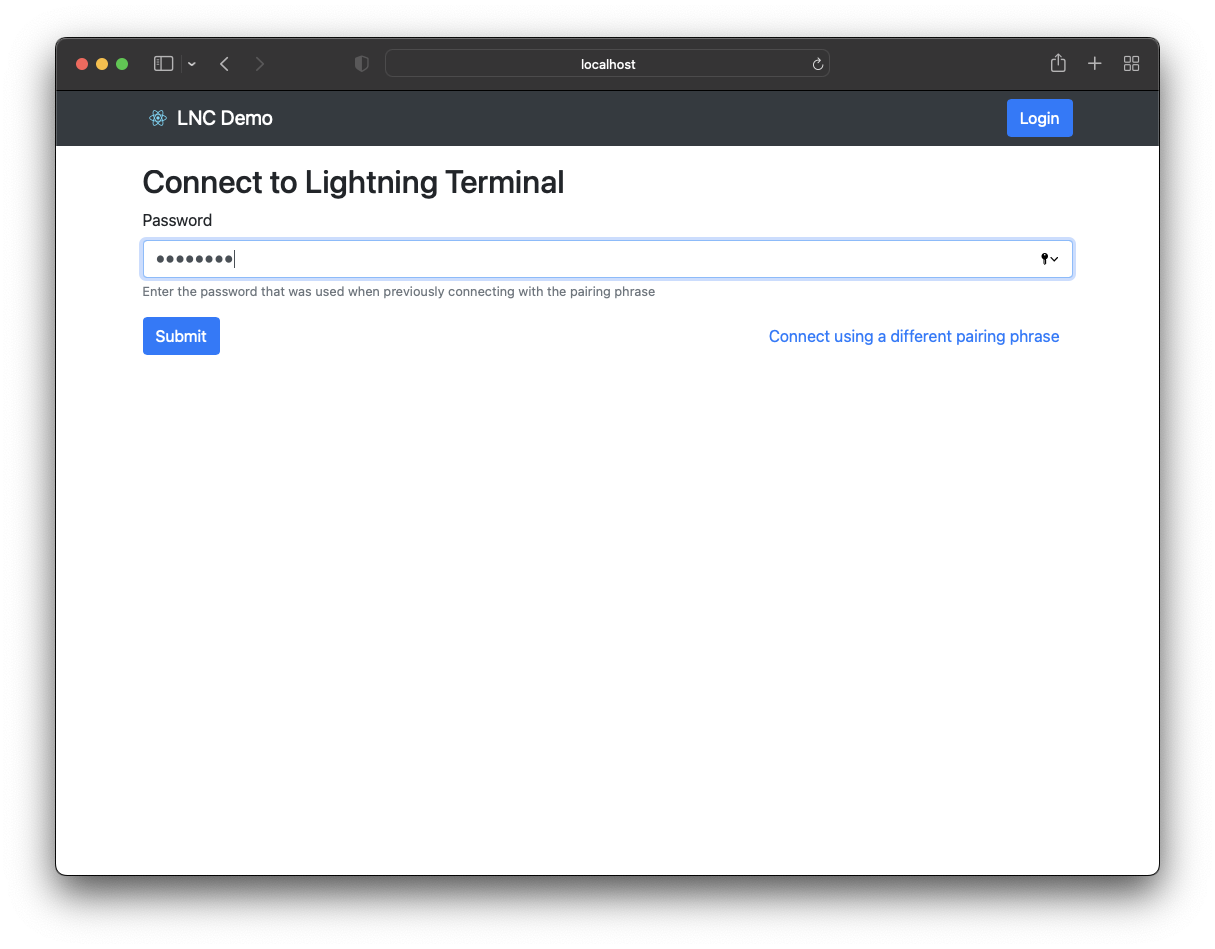 localhost
LNC Demo
Login
Connect to Lightning Terminal
Password
Enter the password that was used when previously connecting with the pairing phrase
Submit
Connect using a different pairing phrase